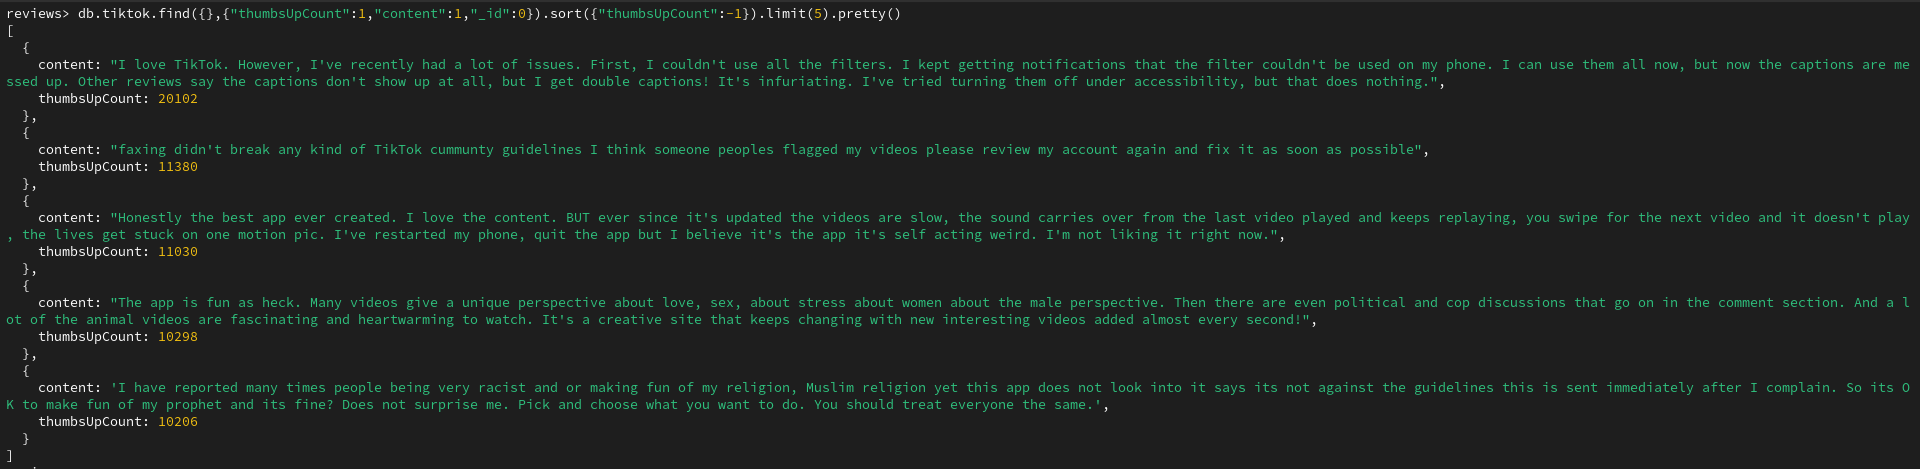 reviews> db.tiktok.find({},{"thumbsUpCount":1,"content":1,"_id":0}).sort({"thumbsUpCount":-1}).limit(5).pretty()
[
  {
    content: "I love TikTok. However, I've recently had a lot of issues. First, I couldn't use all the filters. I kept getting notifications that the filter couldn't be used on my phone. I can use them all now, but now the captions are me
ssed up. Other reviews say the captions don't show up at all, but I get double captions! It's infuriating. I've tried turning them off under accessibility, but that does nothing.",
    thumbsUpCount: 20102
  },
  {
    content: "faxing didn't break any kind of TikTok cummunty guidelines I think someone peoples flagged my videos please review my account again and fix it as soon as possible",
    thumbsUpCount: 11380
  },
  {
    content: "Honestly the best app ever created. I love the content. BUT ever since it's updated the videos are slow, the sound carries over from the last video played and keeps replaying, you swipe for the next video and it doesn't play
, the lives get stuck on one motion pic. I've restarted my phone, quit the app but I believe it's the app it's self acting weird. I'm not liking it right now.",
    thumbsUpCount: 11030
  },
  {
    content: "The app is fun as heck. Many videos give a unique perspective about love, sex, about stress about women about the male perspective. Then there are even political and cop discussions that go on in the comment section. And a l
ot of the animal videos are fascinating and heartwarming to watch. It's a creative site that keeps changing with new interesting videos added almost every second!",
    thumbsUpCount: 10298
  },
  {
    content: 'I have reported many times people being very racist and or making fun of my religion, Muslim religion yet this app does not look into it says its not against the guidelines this is sent immediately after I complain. So its O
K to make fun of my prophet and its fine? Does not surprise me. Pick and choose what you want to do. You should treat everyone the same.',
    thumbsUpCount: 10206
  }
]